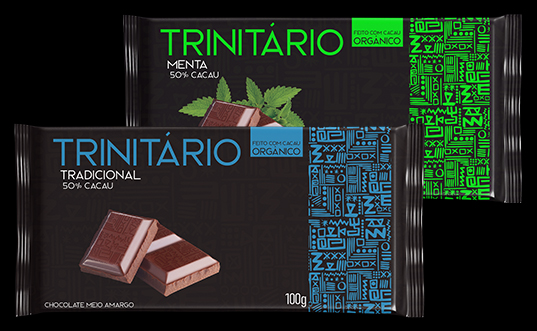 TRINITÁRIO
FEITO COM CACAU
ORGÂNICO
MENTA
50% CACAU
TRINITÁRIO
FEITO COM CACAU
ORGÂNICO
TRADICIONAL
50% CACAU
CHOCOLATE MEIO AMARGO
100g